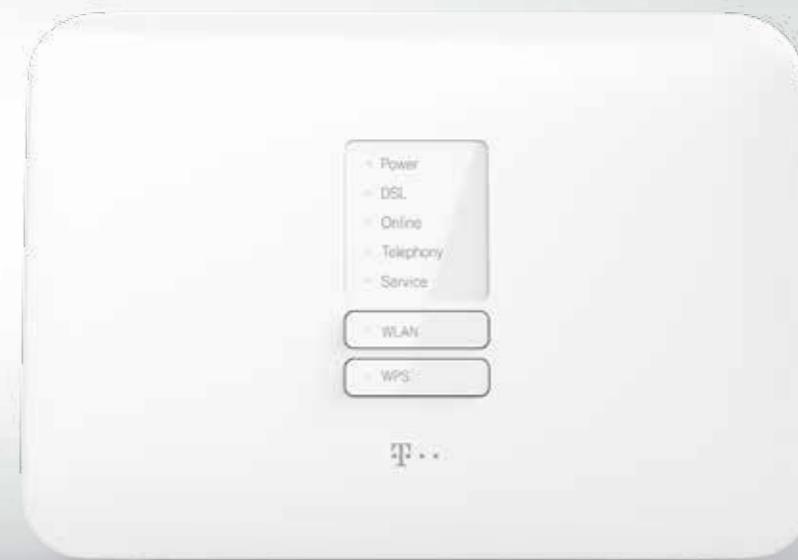 Power
DSL
Online
Telephony
Service
WLAN
WPS
T